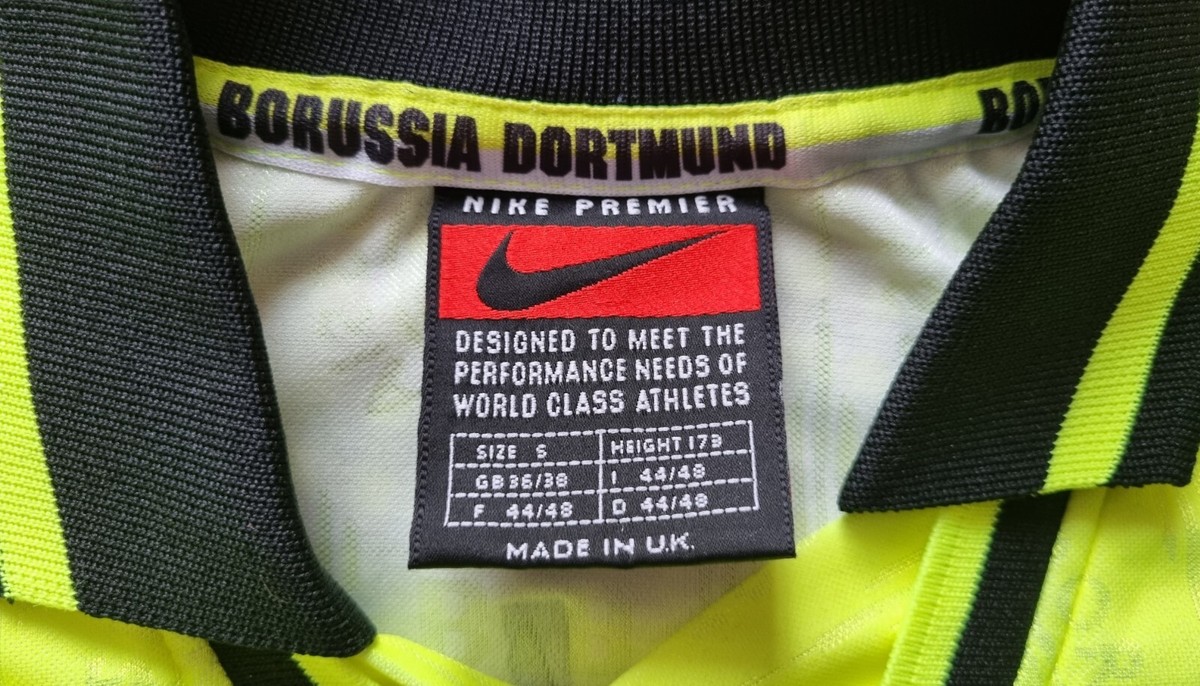 BORUSSIA DORTMUND BO
NIKE PREMIER
DESIGNED TO MEET THE
PERFORMANCE NEEDS OF
WORLD CLASS ATHLETES
SIZE S HEIGHT 173
GB 36/38 I 44/48
F 44/48 D 44/48
MADE IN U.K.